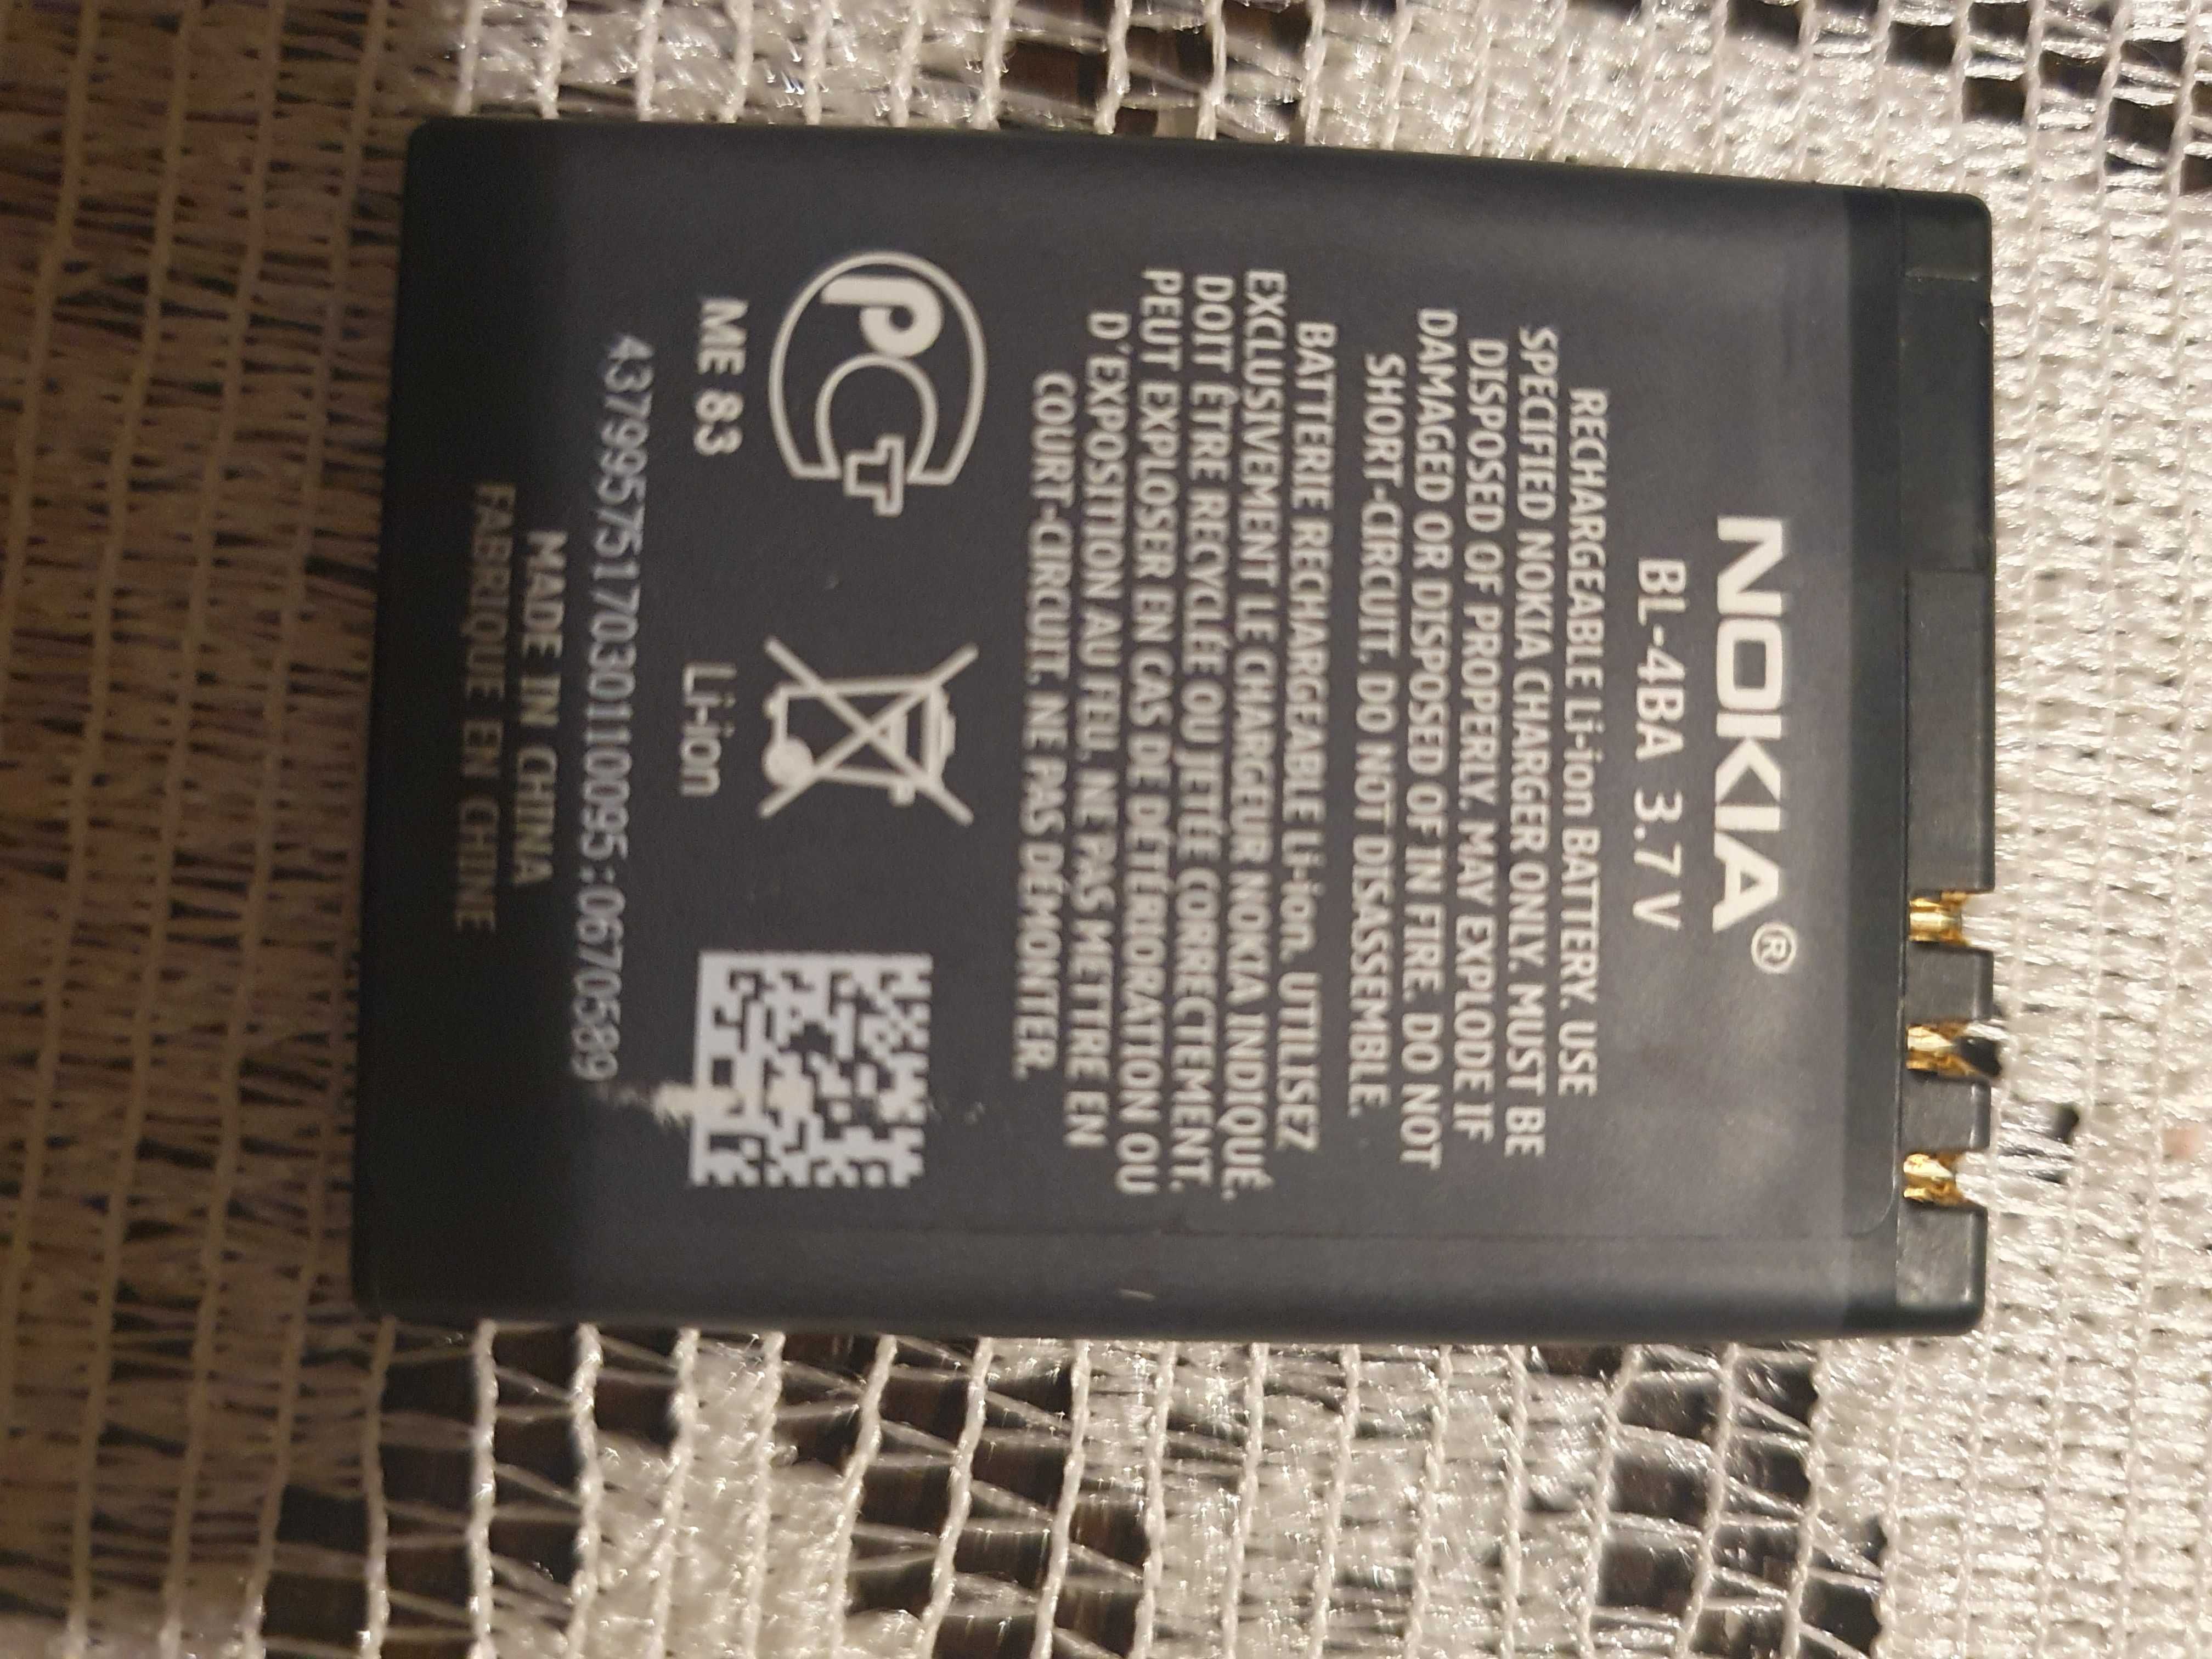 NOKIA®
BL-4BA 3.7 V
RECHARGEABLE Li-ion BATTERY. USE
SPECIFIED NOKIA CHARGER ONLY. MUST BE
DISPOSED OF PROPERLY. MAY EXPLODE IF
DAMAGED OR DISPOSED OF IN FIRE. DO NOT
SHORT-CIRCUIT. DO NOT DISASSEMBLE.
BATTERIE RECHARGEABLE Li-ion. UTILISEZ
EXCLUSIVEMENT LE CHARGEUR NOKIA INDIQUÉ.
DOIT ÊTRE RECYCLÉE OU JETÉE CORRECTEMENT.
PEUT EXPLOSER EN CAS DE DÉTÉRIORATION OU
D'EXPOSITION AU FEU. NE PAS METTRE EN
COURT-CIRCUIT. NE PAS DÉMONTER.
РСТ
ME 83
Li-ion
4379957517030110095:0670589
MADE IN CHINA
FABRIQUE EN CHINE